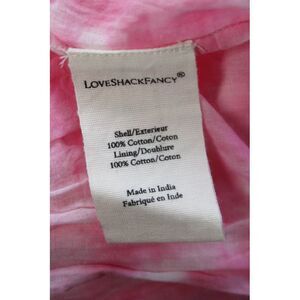 LOVESHACKFANCY®
Shell/Exterieur
100% Cotton/Coton
Lining/Doublure
100% Cotton/Coton
Made in India
Fabriqué en Inde